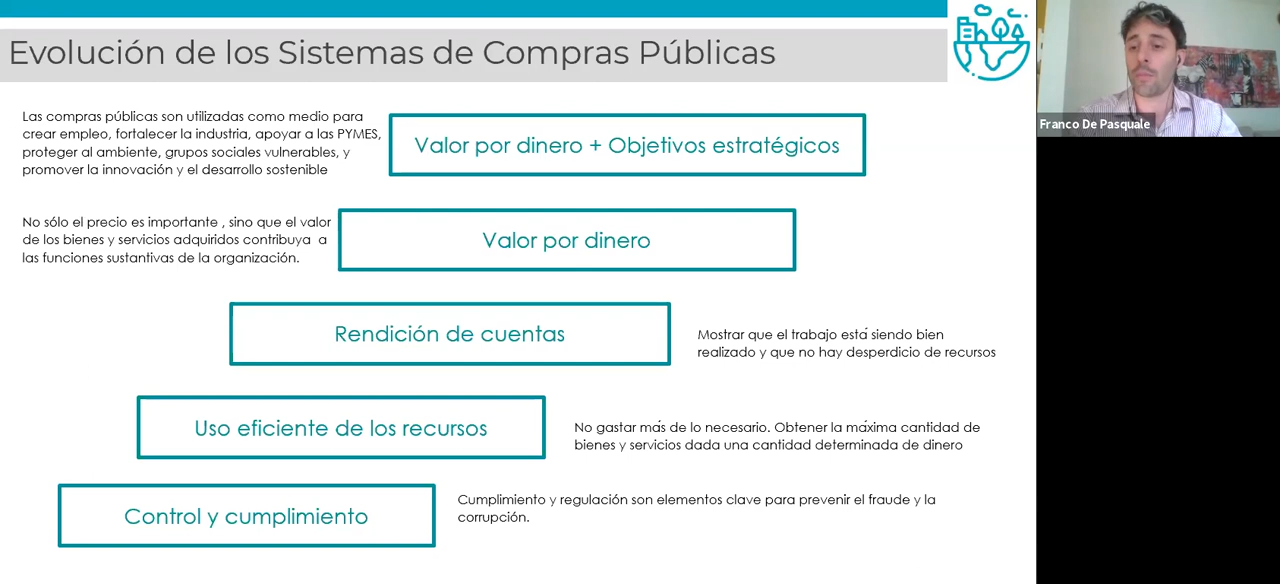 Evolución de los Sistemas de Compras Públicas
Franco De Pasquale
Las compras públicas son utilizadas como medio para
crear empleo, fortalecer la industria, apoyar a las PYMES,
proteger al ambiente, grupos sociales vulnerables, y
promover la innovación y el desarrollo sostenible
Valor por dinero + Objetivos estratégicos
No sólo el precio es importante , sino que el valor
de los bienes y servicios adquiridos contribuya a
las funciones sustantivas de la organización.
Valor por dinero
Rendición de cuentas
Mostrar que el trabajo está siendo bien
realizado y que no hay desperdicio de recursos
Uso eficiente de los recursos
No gastar más de lo necesario. Obtener la máxima cantidad de
bienes y servicios dada una cantidad determinada de dinero
Control y cumplimiento
Cumplimiento y regulación son elementos clave para prevenir el fraude y la
corrupción.